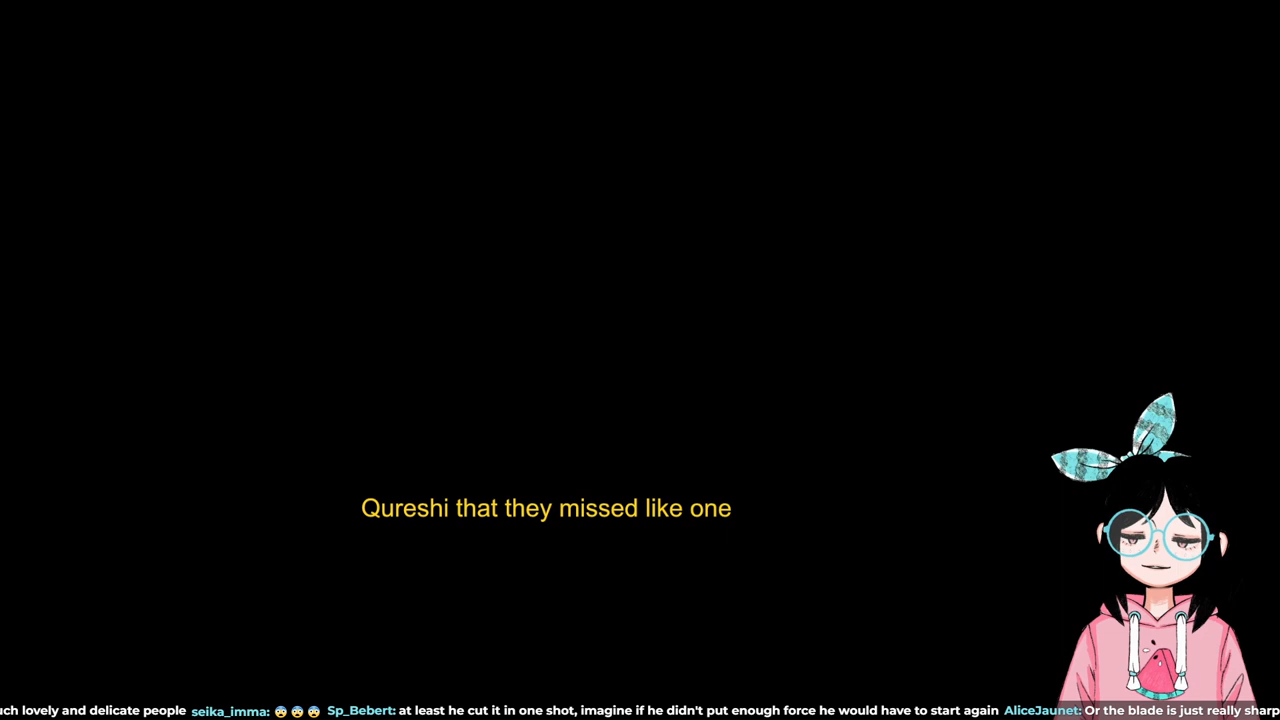 Qureshi that they missed like one
uch lovely and delicate people seika_imma: 😨 😨 😨 Sp_Bebert: at least he cut it in one shot, imagine if he didn't put enough force he would have to start again AliceJaunet: Or the blade is just really sharp